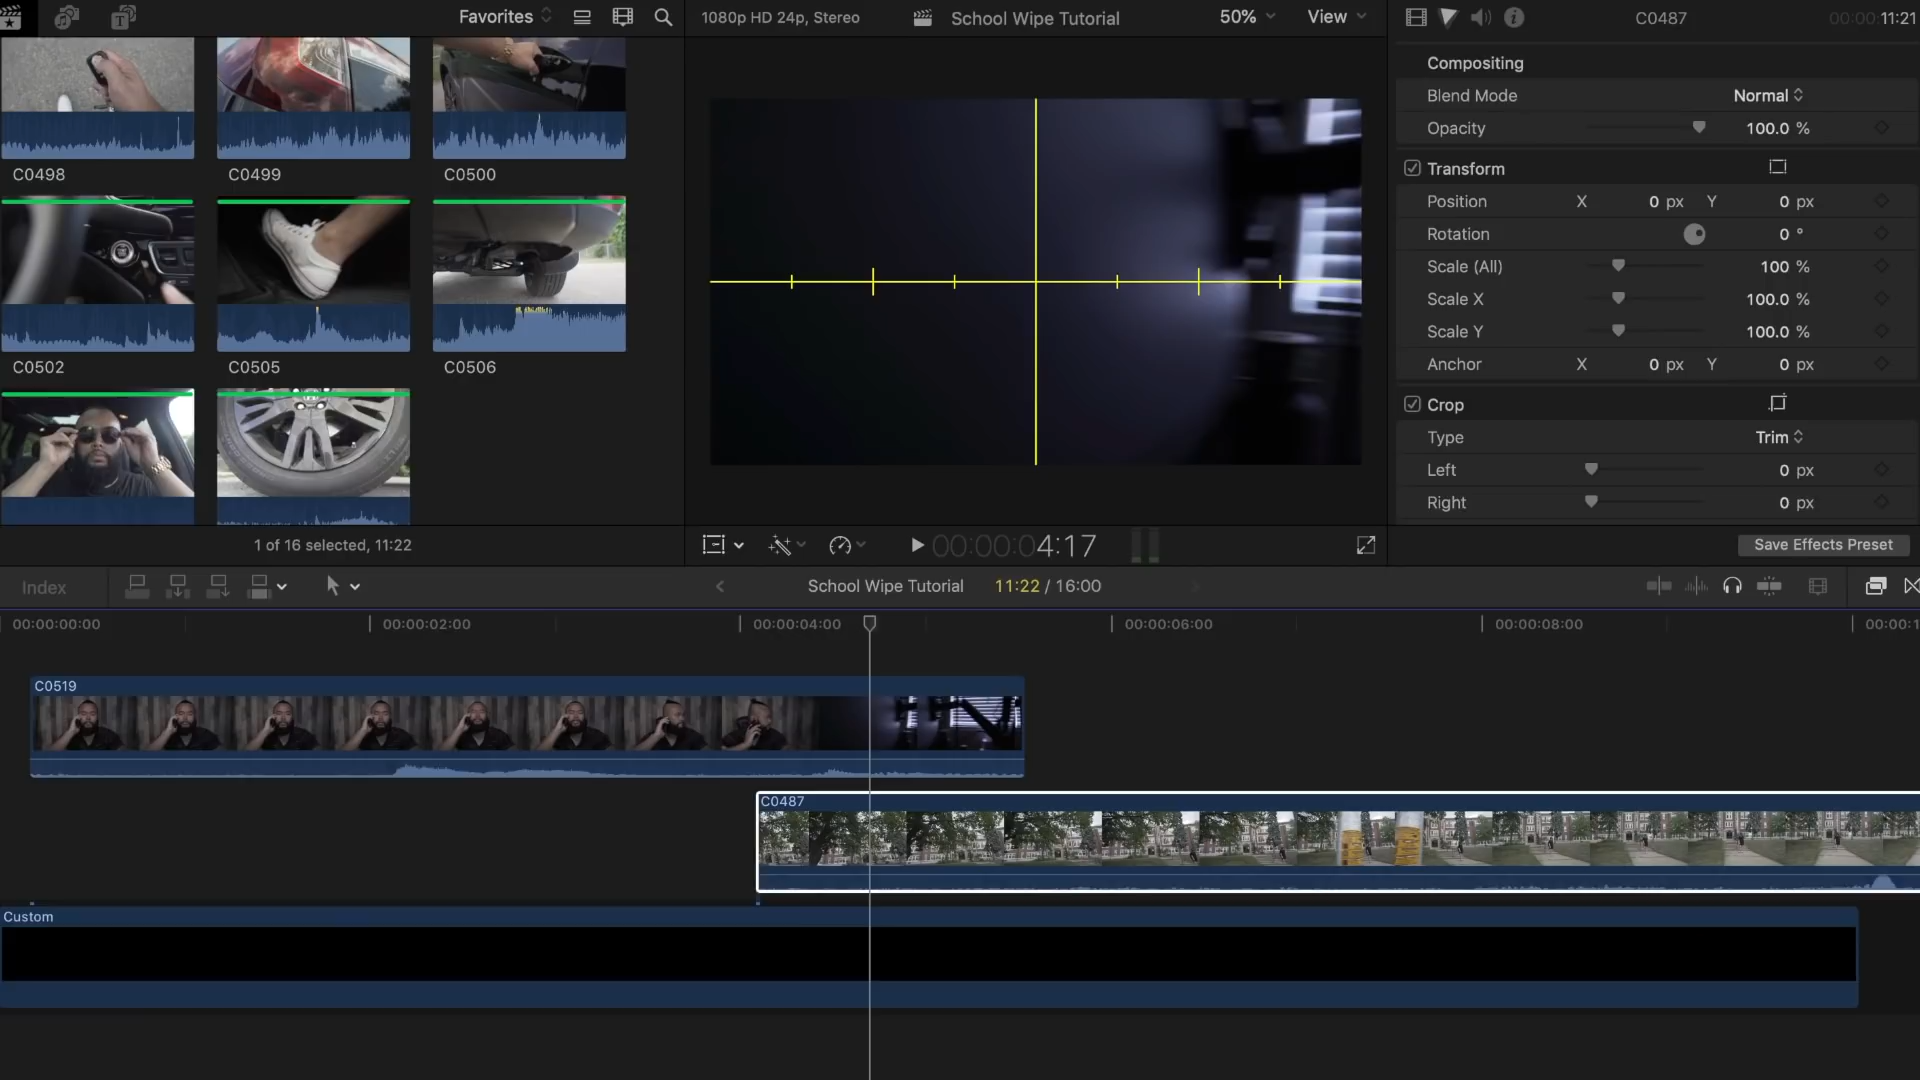 Favorites
1080p HD 24p, Stereo
School Wipe Tutorial
50%
View
C0487
00:00:11:21
C0498
C0499
C0500
C0502
C0505
C0506
1 of 16 selected, 11:22
00:00:04:17
Compositing
Blend Mode Normal
Opacity 100.0 %
Transform
Position X 0 px Y 0 px
Rotation 0 °
Scale (All) 100 %
Scale X 100.0 %
Scale Y 100.0 %
Anchor X 0 px Y 0 px
Crop
Type Trim
Left 0 px
Right 0 px
Save Effects Preset
Index
School Wipe Tutorial 11:22 / 16:00
00:00:00:00 00:00:02:00 00:00:04:00 00:00:06:00 00:00:08:00 00:00:1
C0519
C0487
Custom